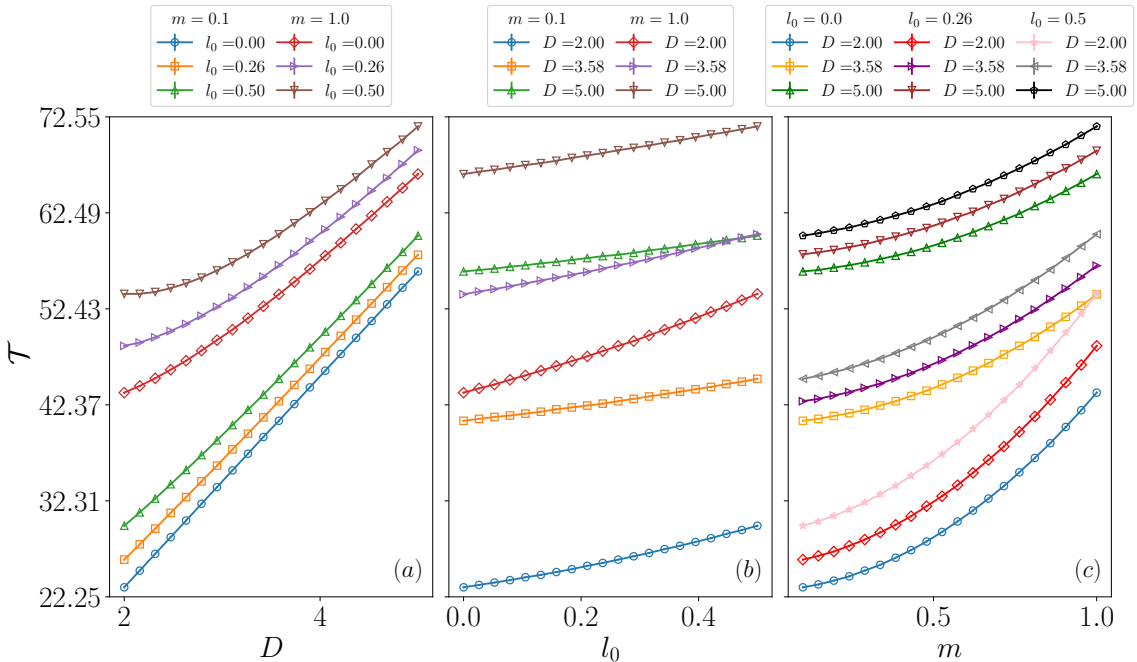 m = 0.1 m = 1.0
l₀ =0.00 l₀ =0.00
l₀ =0.26 l₀ =0.26
l₀ =0.50 l₀ =0.50
m = 0.1 m = 1.0
D =2.00 D =2.00
D =3.58 D =3.58
D =5.00 D =5.00
l₀ = 0.0 l₀ = 0.26 l₀ = 0.5
D =2.00 D =2.00 D =2.00
D =3.58 D =3.58 D =3.58
D =5.00 D =5.00 D =5.00
72.55
62.49
52.43
42.37
32.31
22.25
𝒯
(a) (b) (c)
2 4 0.0 0.2 0.4 0.5 1.0
D l₀ m